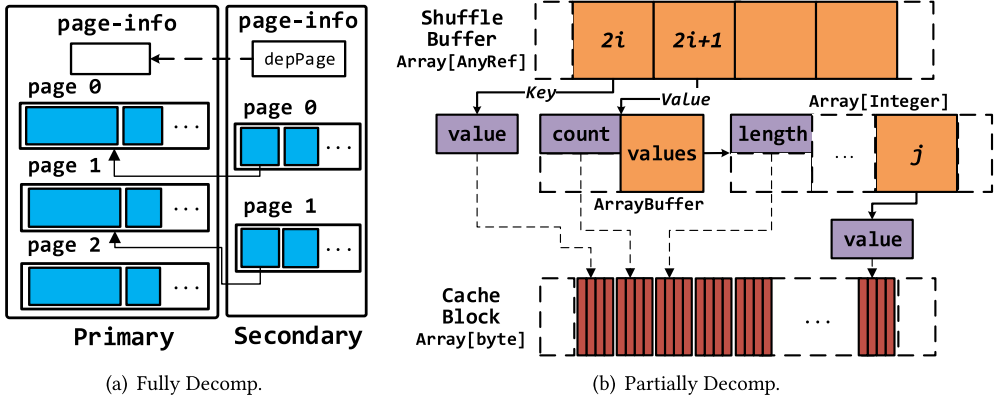 page-info
page 0
...
page 1
...
page 2
...
Primary
page-info
depPage
page 0
...
page 1
...
Secondary
(a) Fully Decomp.
Shuffle
Buffer
Array[AnyRef]
2i
2i+1
Key
Value
Array[Integer]
value
count
values
length
...
j
ArrayBuffer
value
Cache
Block
Array[byte]
...
(b) Partially Decomp.